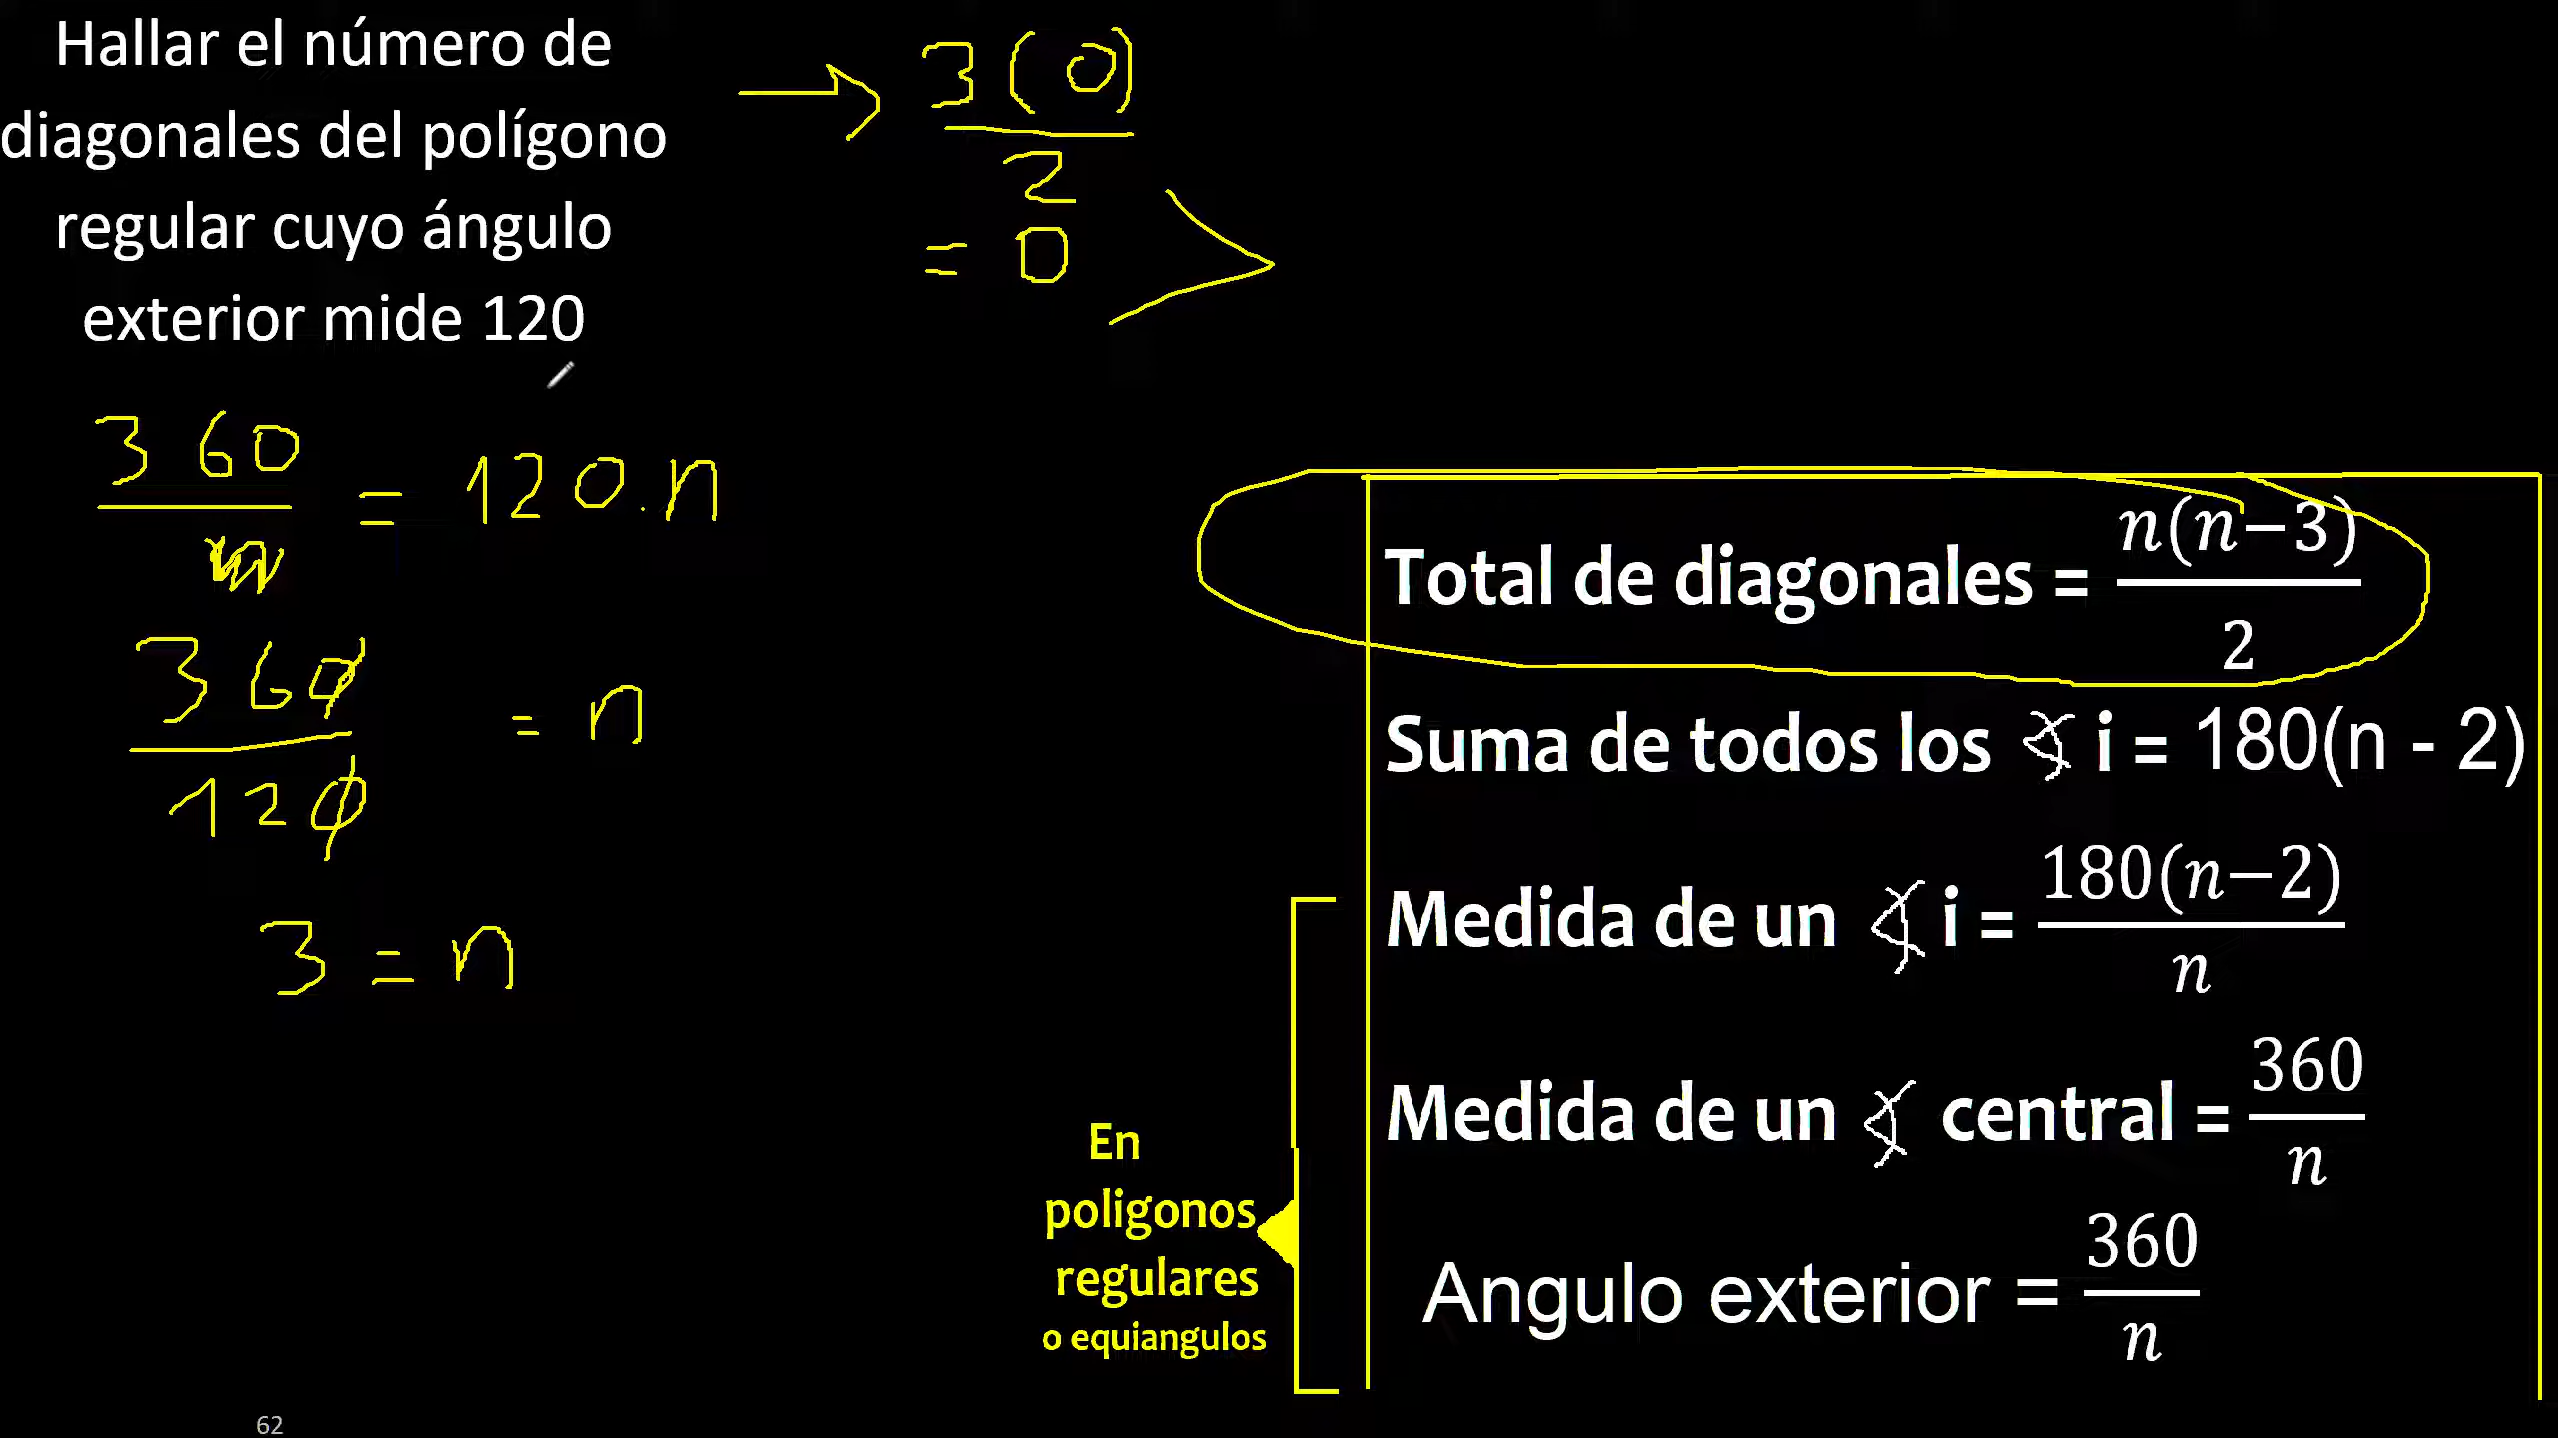 Hallar el número de
diagonales del polígono
regular cuyo ángulo
exterior mide 120
3 (0)
2
= 0
360
= 120.n
360
= n
120
3 = n
Total de diagonales = n(n−3)
2
Suma de todos los ∢ i = 180(n - 2)
Medida de un ∢ i = 180(n−2)
n
Medida de un ∢ central = 360
n
Angulo exterior = 360
n
En
poligonos
regulares
o equiangulos
62